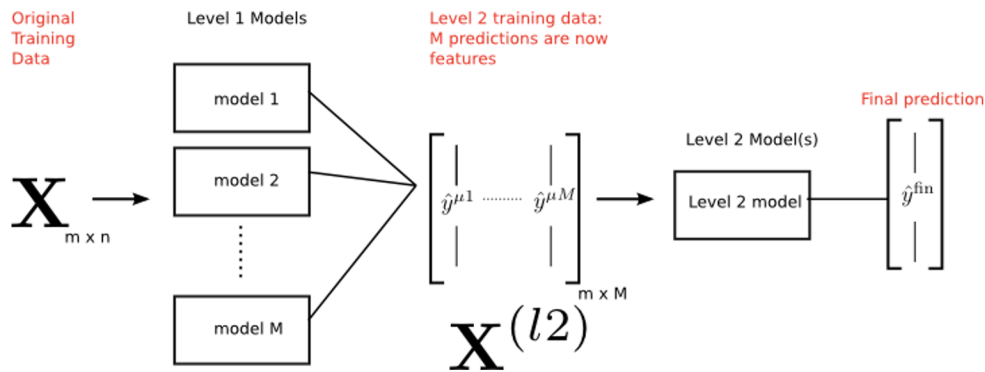 Original
Training
Data
Level 1 Models
Level 2 training data:
M predictions are now
features
model 1
model 2
model M
X
m x n
ŷ^μ1 ......... ŷ^μM
m x M
X^(l2)
Level 2 Model(s)
Level 2 model
Final prediction
ŷ^fin